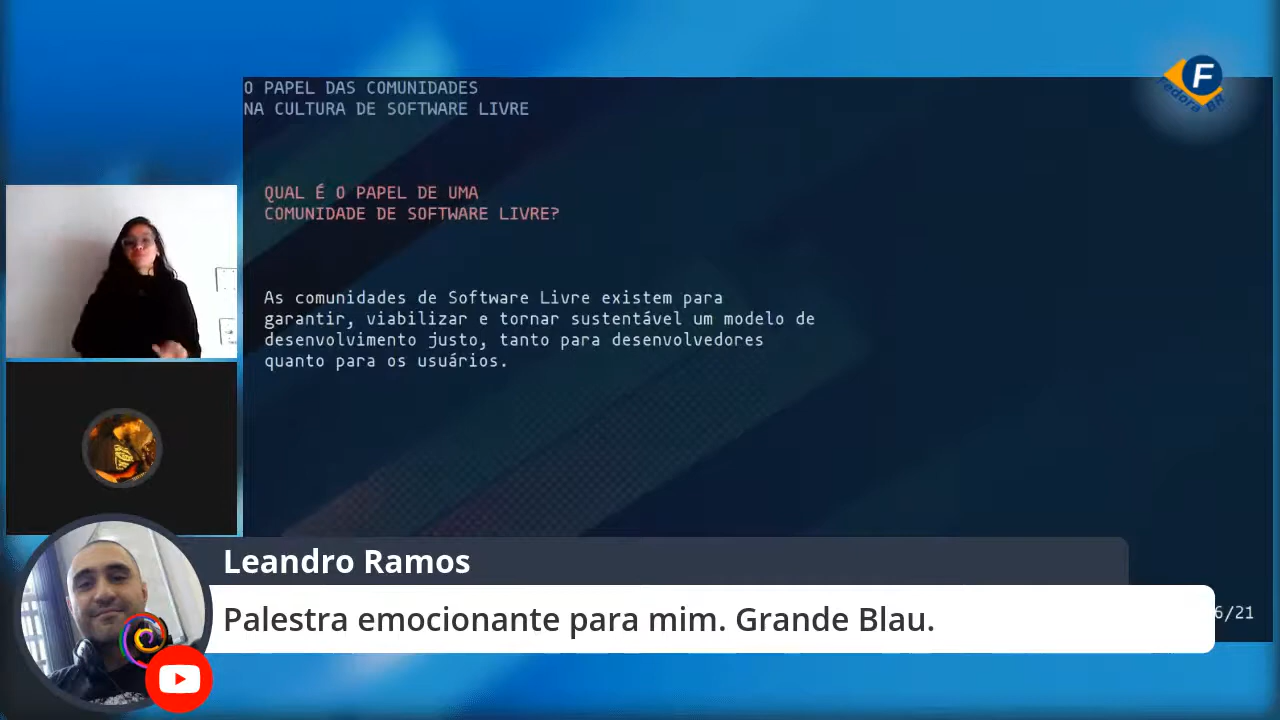 O PAPEL DAS COMUNIDADES
NA CULTURA DE SOFTWARE LIVRE
F
Fedora BR
QUAL É O PAPEL DE UMA
COMUNIDADE DE SOFTWARE LIVRE?
As comunidades de Software Livre existem para
garantir, viabilizar e tornar sustentável um modelo de
desenvolvimento justo, tanto para desenvolvedores
quanto para os usuários.
Leandro Ramos
Palestra emocionante para mim. Grande Blau.
6/21